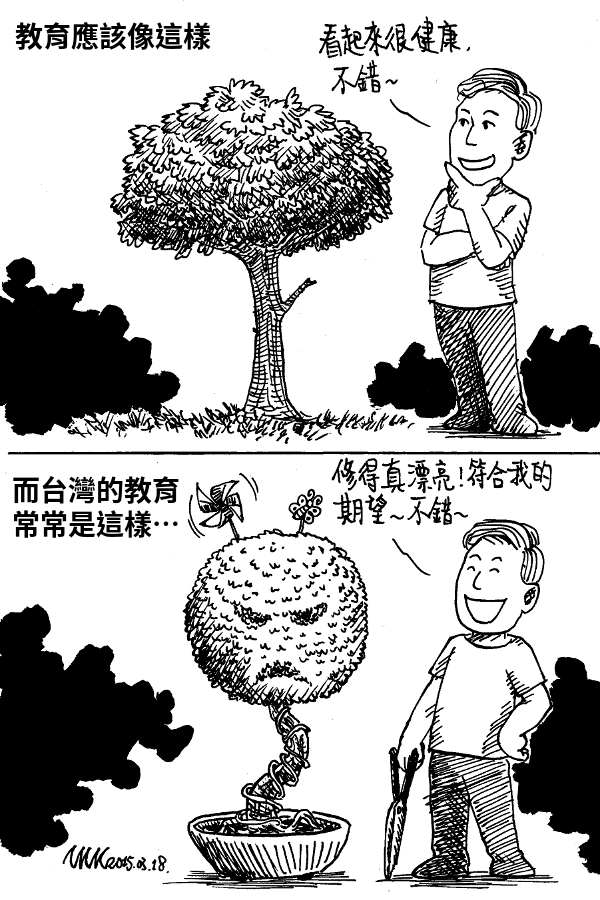 教育應該像這樣
看起來很健康,
不錯~
而台灣的教育
常常是這樣…
修得真漂亮!符合我的
期望~不錯~
2015.03.18.